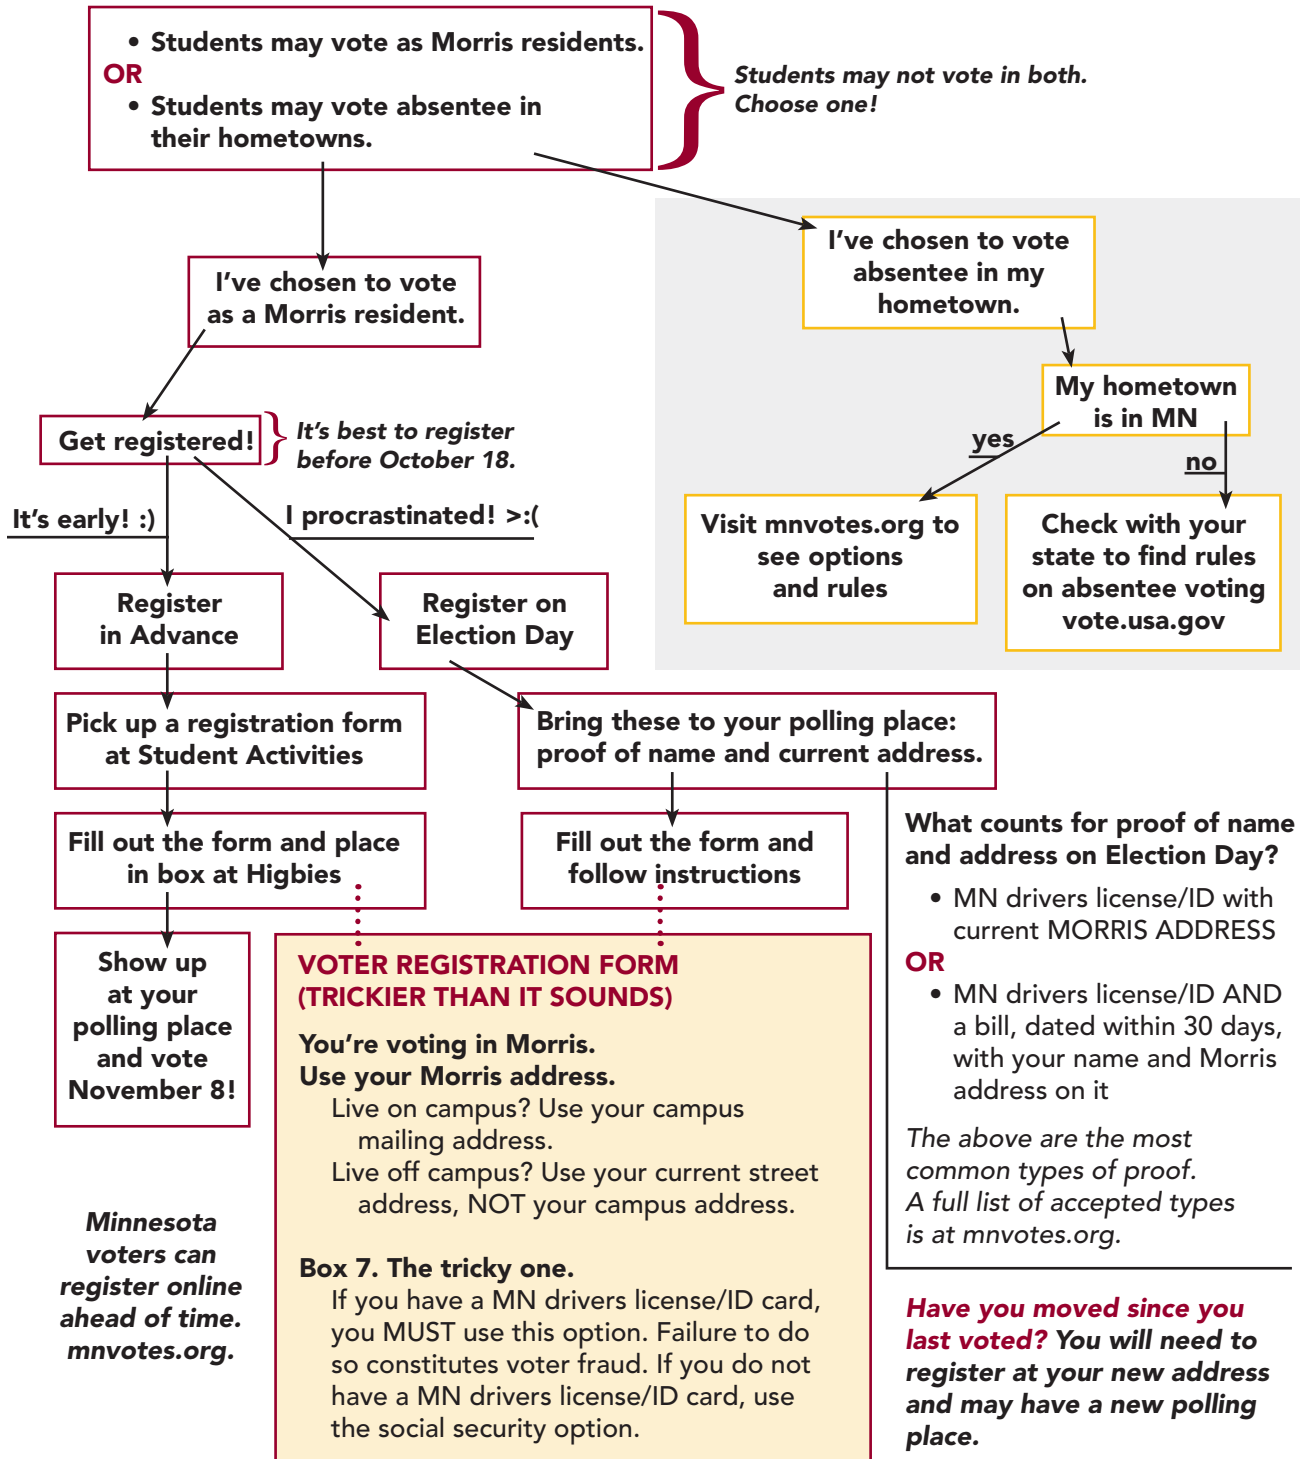 • Students may vote as Morris residents.
OR
• Students may vote absentee in
their hometowns.
Students may not vote in both.
Choose one!
I've chosen to vote
as a Morris resident.
I've chosen to vote
absentee in my
hometown.
My hometown
is in MN
yes
no
Visit mnvotes.org to
see options
and rules
Check with your
state to find rules
on absentee voting
vote.usa.gov
Get registered!
It's best to register
before October 18.
It's early! :)
I procrastinated! >:(
Register
in Advance
Register on
Election Day
Pick up a registration form
at Student Activities
Bring these to your polling place:
proof of name and current address.
Fill out the form and place
in box at Higbies
Fill out the form and
follow instructions
Show up
at your
polling place
and vote
November 8!
Minnesota
voters can
register online
ahead of time.
mnvotes.org.
VOTER REGISTRATION FORM
(TRICKIER THAN IT SOUNDS)
You’re voting in Morris.
Use your Morris address.
Live on campus? Use your campus
mailing address.
Live off campus? Use your current street
address, NOT your campus address.
Box 7. The tricky one.
If you have a MN drivers license/ID card,
you MUST use this option. Failure to do
so constitutes voter fraud. If you do not
have a MN drivers license/ID card, use
the social security option.
What counts for proof of name
and address on Election Day?
• MN drivers license/ID with
current MORRIS ADDRESS
OR
• MN drivers license/ID AND
a bill, dated within 30 days,
with your name and Morris
address on it
The above are the most
common types of proof.
A full list of accepted types
is at mnvotes.org.
Have you moved since you
last voted? You will need to
register at your new address
and may have a new polling
place.